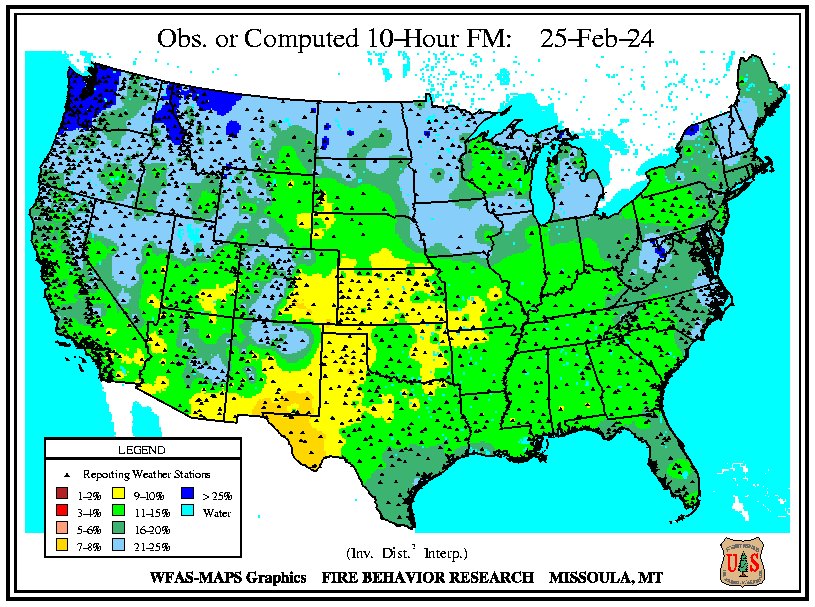 Obs. or Computed 10-Hour FM: 25-Feb-24
LEGEND
Reporting Weather Stations
1-2% 9-10% > 25%
3-4% 11-15% Water
5-6% 16-20%
7-8% 21-25%
(Inv. Dist.² Interp.)
WFAS-MAPS Graphics FIRE BEHAVIOR RESEARCH MISSOULA, MT
U S